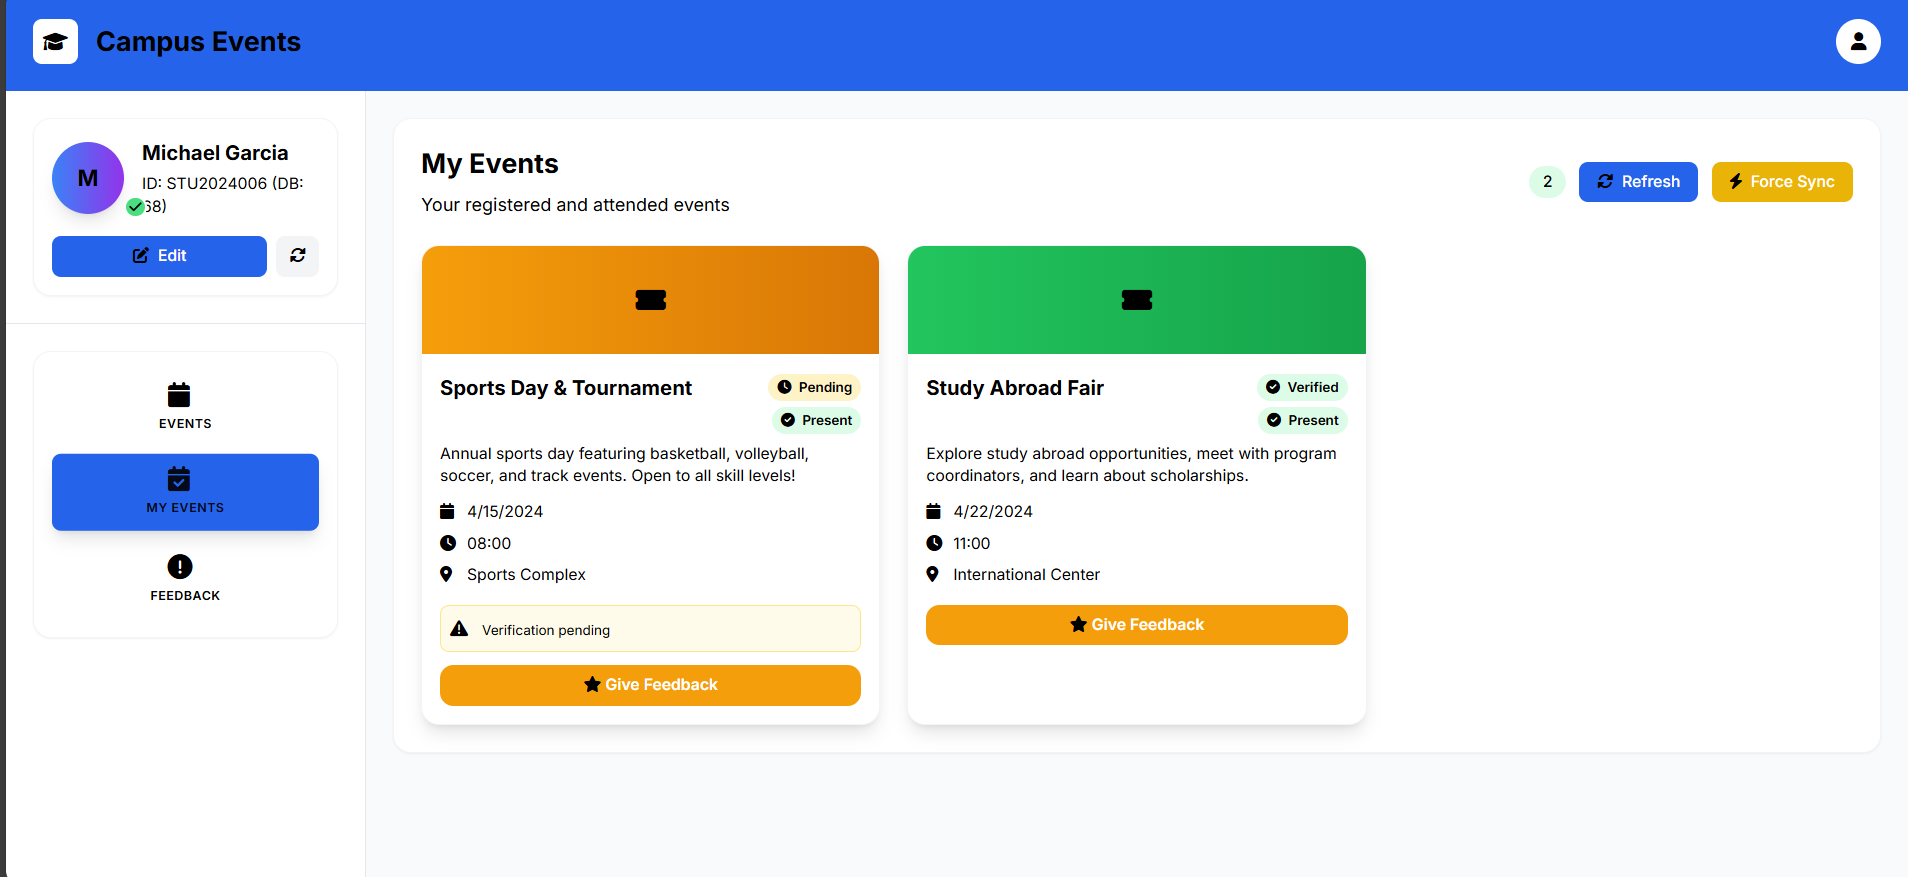 Campus Events
Michael Garcia
ID: STU2024006 (DB:
68)
M
Edit
EVENTS
MY EVENTS
FEEDBACK
My Events
Your registered and attended events
2
Refresh
Force Sync
Sports Day & Tournament
Pending
Present
Annual sports day featuring basketball, volleyball,
soccer, and track events. Open to all skill levels!
4/15/2024
08:00
Sports Complex
Verification pending
Give Feedback
Study Abroad Fair
Verified
Present
Explore study abroad opportunities, meet with program
coordinators, and learn about scholarships.
4/22/2024
11:00
International Center
Give Feedback